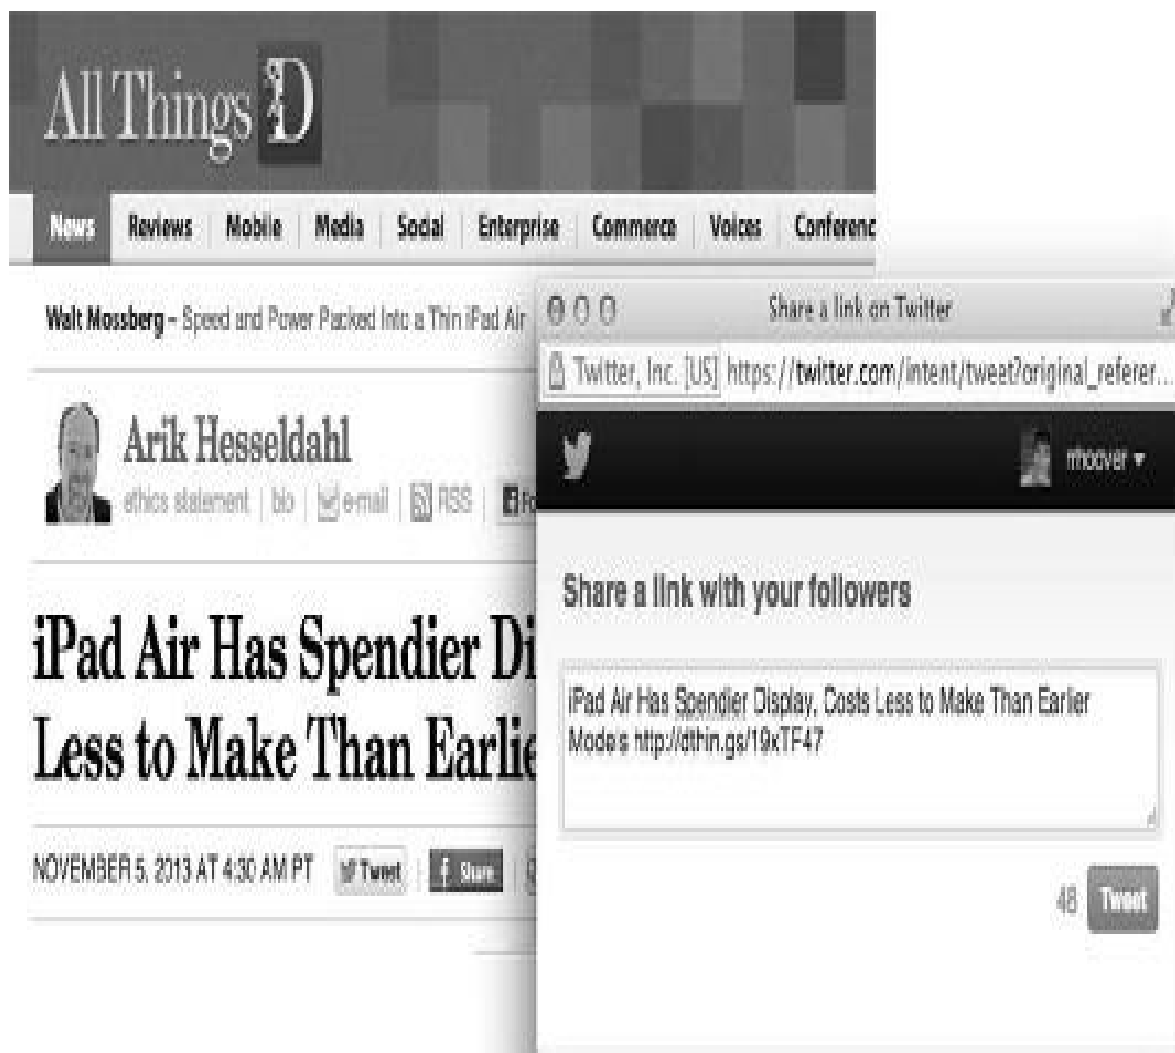 All Things D
News Reviews Mobile Media Social Enterprise Commerce Voices Conferenc
Walt Mossberg – Speed and Power Packed Into a Thin iPad Air
Arik Hesseldahl
ethics statement | bio | e-mail | RSS | Fo
iPad Air Has Spendier Di
Less to Make Than Earlie
NOVEMBER 5, 2013 AT 4:30 AM PT Tweet Share
Share a link on Twitter
Twitter, Inc. [US] https://twitter.com/intent/tweet?original_referer...
rrhoover
Share a link with your followers
iPad Air Has Spendier Display, Costs Less to Make Than Earlier
Models http://dthin.gs/19xTF47
48 Tweet